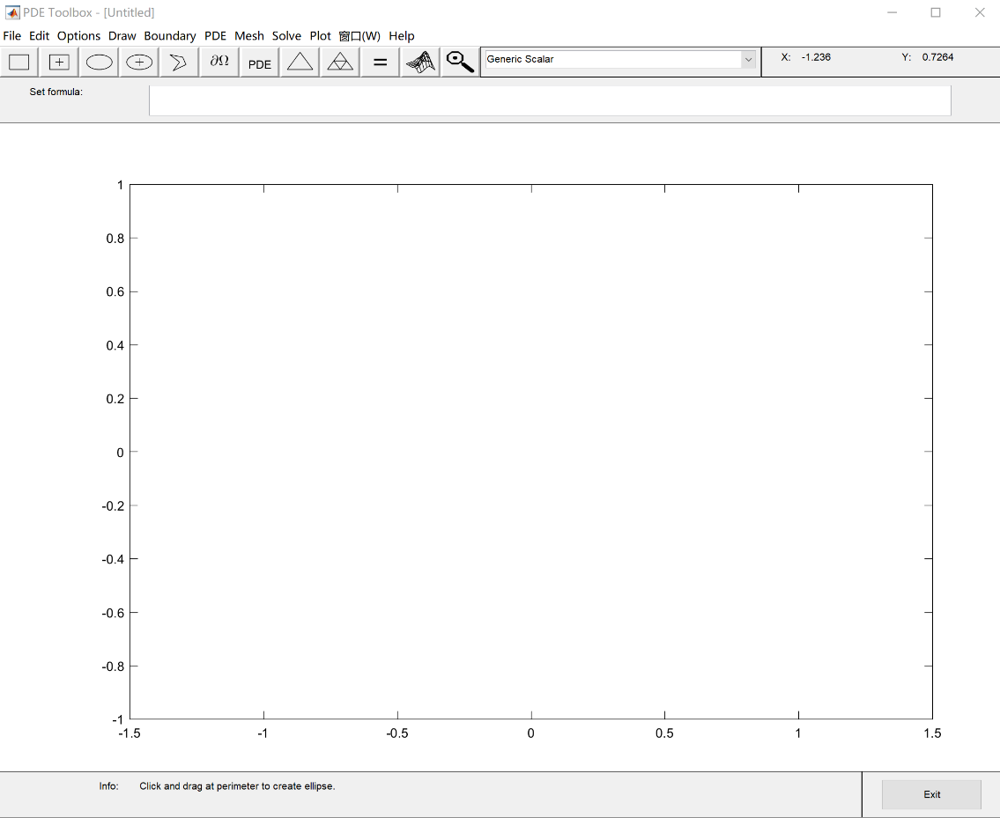 PDE Toolbox - [Untitled]
File Edit Options Draw Boundary PDE Mesh Solve Plot 窗口(W) Help
∂Ω PDE = Generic Scalar X: -1.236 Y: 0.7264
Set formula:
1
0.8
0.6
0.4
0.2
0
-0.2
-0.4
-0.6
-0.8
-1
-1.5 -1 -0.5 0 0.5 1 1.5
Info: Click and drag at perimeter to create ellipse.
Exit